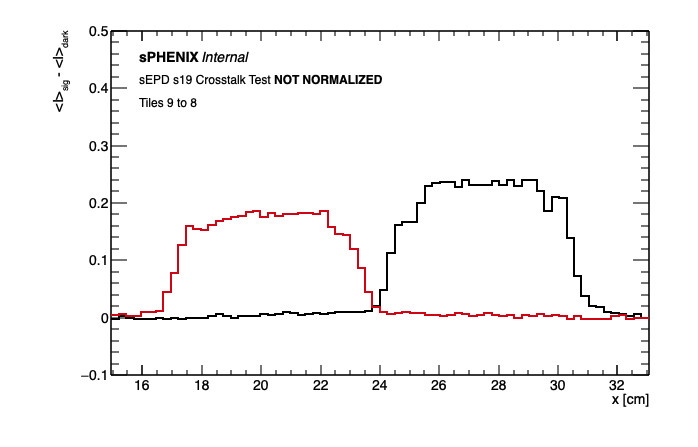 0.5
sPHENIX Internal
<I>sig - <I>dark
sEPD s19 Crosstalk Test NOT NORMALIZED
0.4
Tiles 9 to 8
0.3
0.2
0.1
0
−0.1
16 18 20 22 24 26 28 30 32
x [cm]